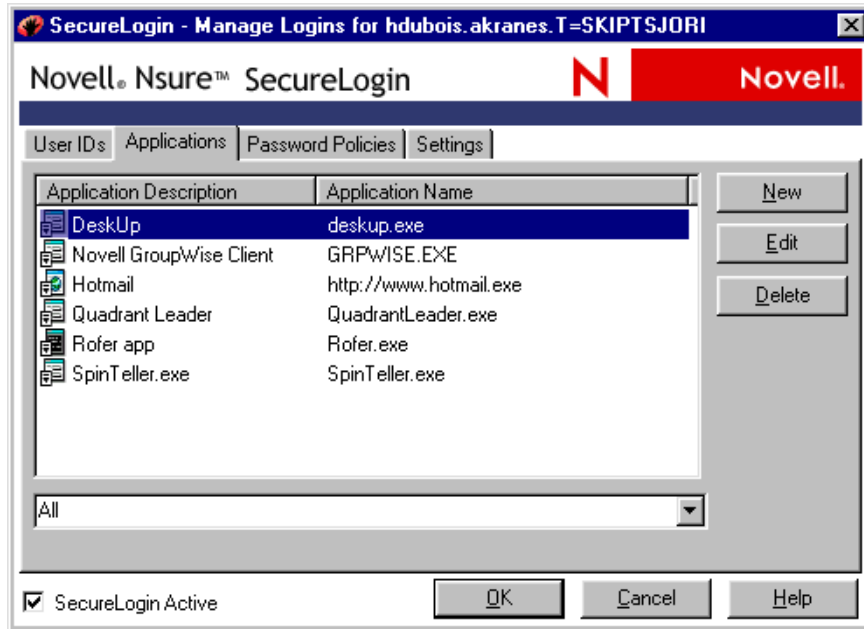 SecureLogin - Manage Logins for hdubois.akranes.T=SKIPTSJORI
Novell® Nsure™ SecureLogin N Novell.
User IDs Applications Password Policies Settings
Application Description Application Name
DeskUp deskup.exe
Novell GroupWise Client GRPWISE.EXE
Hotmail http://www.hotmail.exe
Quadrant Leader QuadrantLeader.exe
Rofer app Rofer.exe
SpinTeller.exe SpinTeller.exe
New
Edit
Delete
All
SecureLogin Active OK Cancel Help